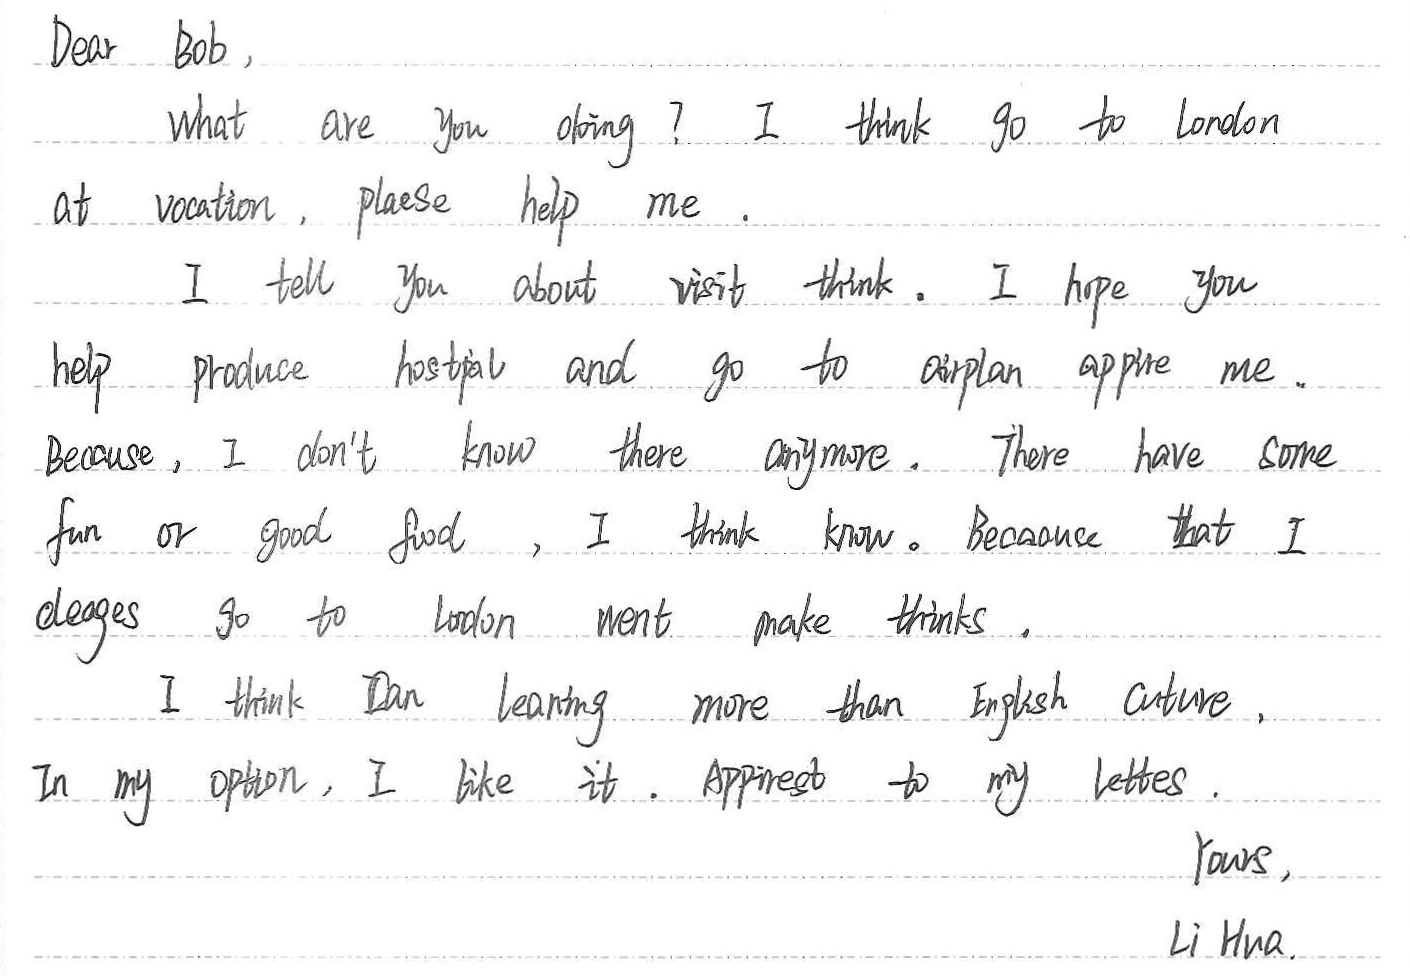 Dear Bob,
What are you doing? I think go to London
at vocation, plaese help me.
I tell you about visit think. I hope you
help produce hostpial and go to airplan appire me.
Because, I don't know there anymore. There have some
fun or good food, I think know. Becaouce that I
deages go to London went make thinks.
I think Ican learning more than English cuture,
In my option, I like it. Appirest to my lettes.
Yours,
Li Hua.